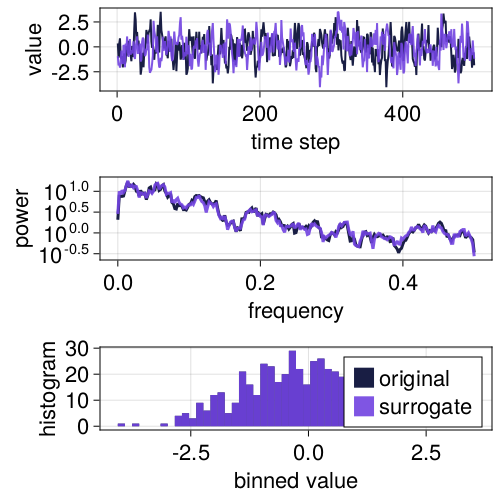 value
2.5
0.0
-2.5
0
200
400
time step
power
10^1.0
10^0.5
10^0.0
10^-0.5
0.0
0.2
0.4
frequency
histogram
30
20
10
0
original
surrogate
-2.5
0.0
2.5
binned value